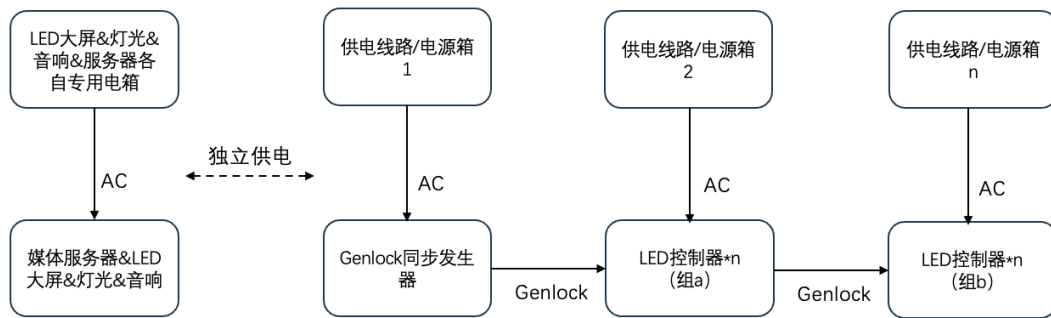 LED大屏&灯光&
音响&服务器各
自专用电箱
供电线路/电源箱
1
供电线路/电源箱
2
供电线路/电源箱
n
AC
独立供电
AC
AC
AC
媒体服务器&LED
大屏&灯光&音响
Genlock同步发生
器
Genlock
LED控制器*n
（组a）
Genlock
LED控制器*n
（组b）